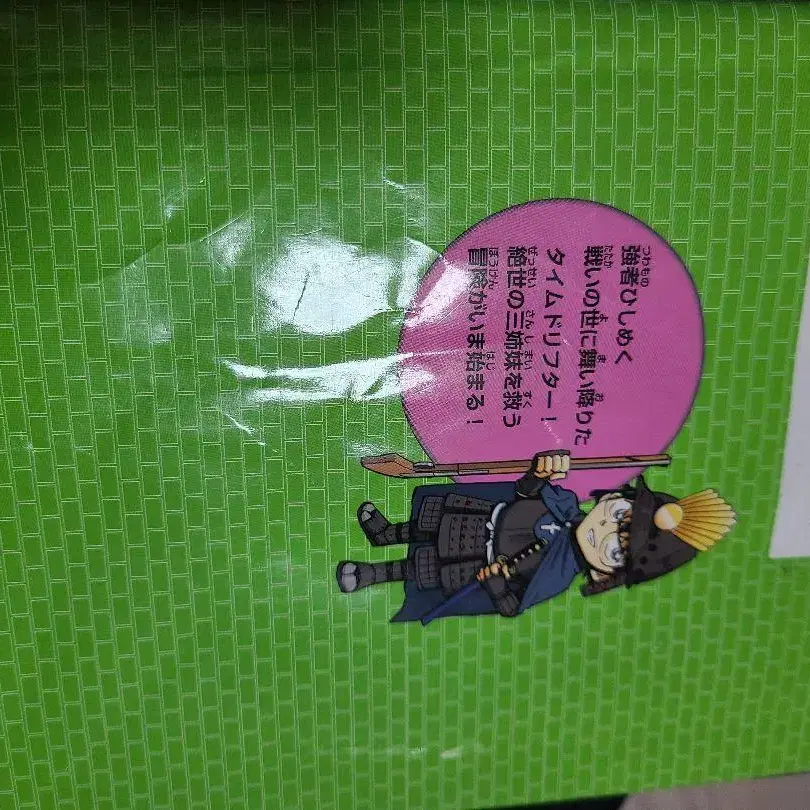 強者ひしめく
戦いの世に舞い降りた
タイムドリフター！
絶世の三姉妹を救う
冒険がいま始まる！